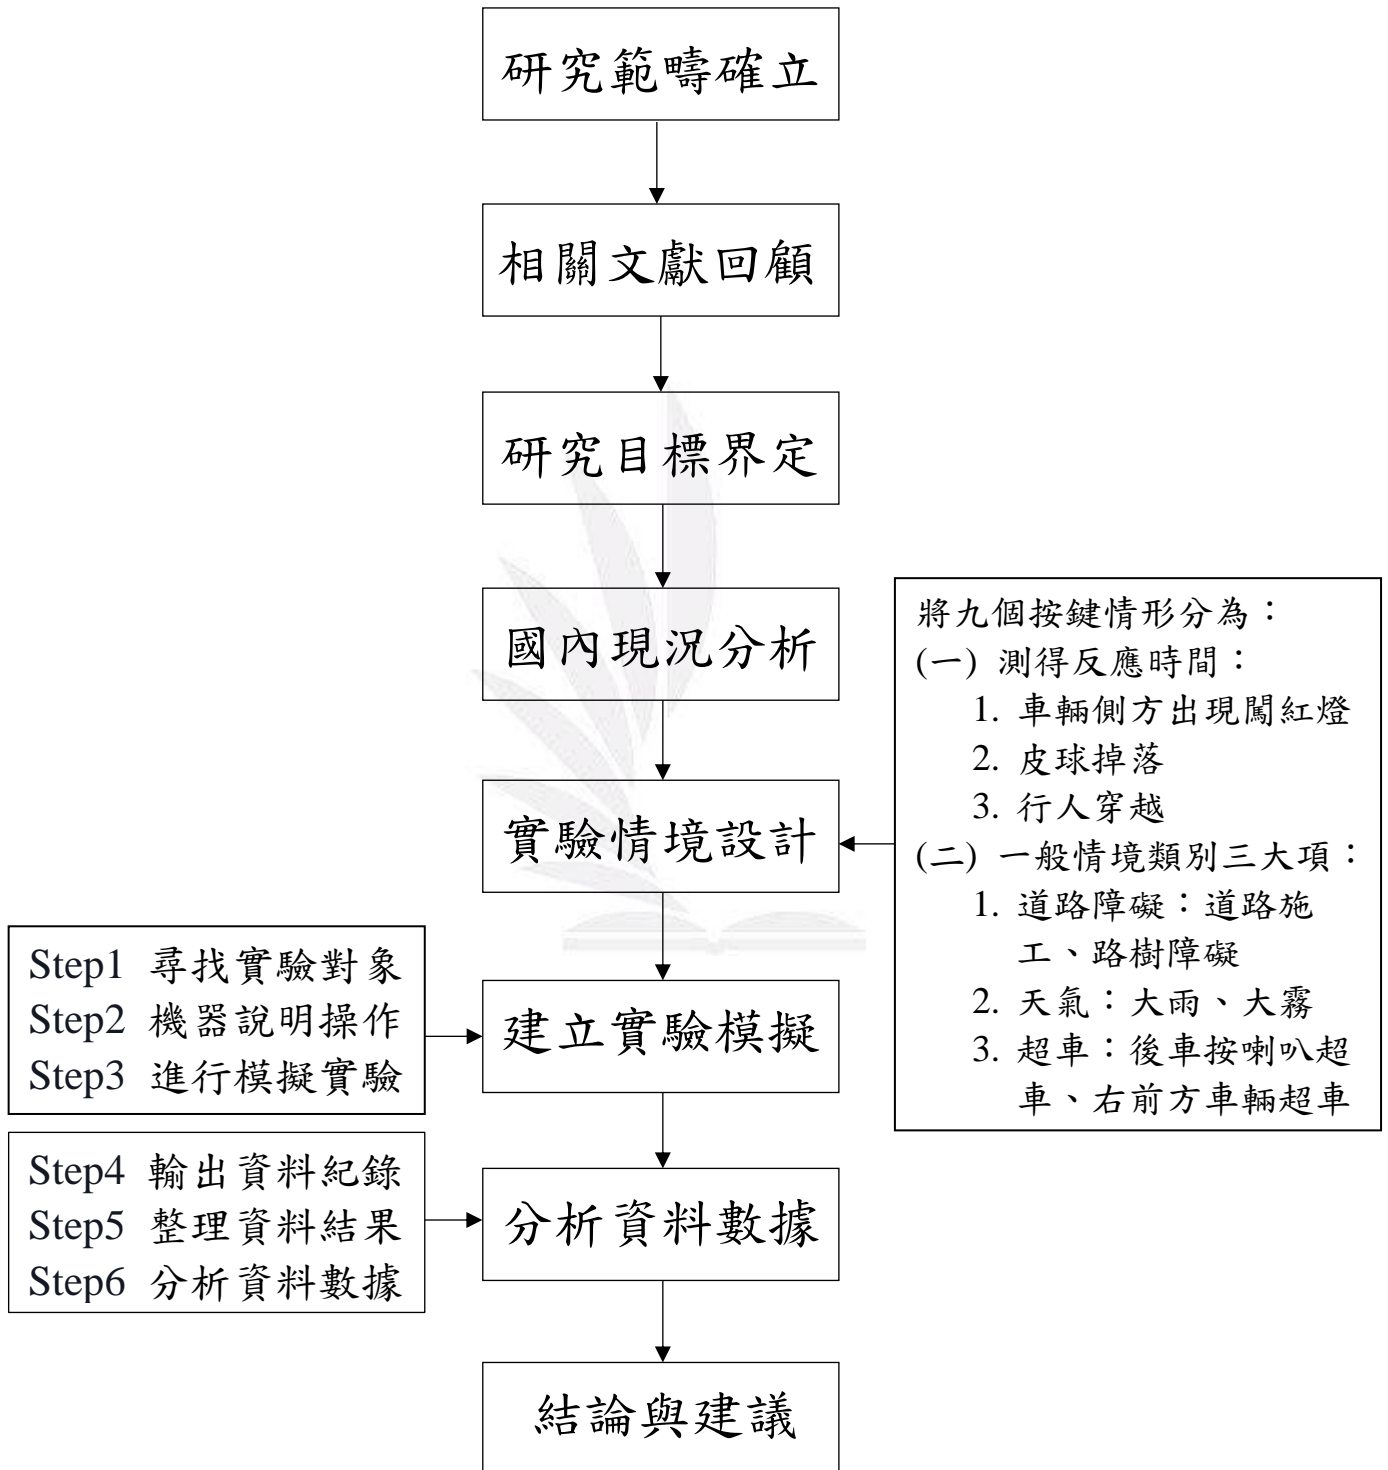 研究範疇確立
相關文獻回顧
研究目標界定
國內現況分析
實驗情境設計
將九個按鍵情形分為：
(一) 測得反應時間：
1. 車輛側方出現闖紅燈
2. 皮球掉落
3. 行人穿越
(二) 一般情境類別三大項：
1. 道路障礙：道路施
工、路樹障礙
2. 天氣：大雨、大霧
3. 超車：後車按喇叭超
車、右前方車輛超車
Step1 尋找實驗對象
Step2 機器說明操作
Step3 進行模擬實驗
建立實驗模擬
Step4 輸出資料紀錄
Step5 整理資料結果
Step6 分析資料數據
分析資料數據
結論與建議